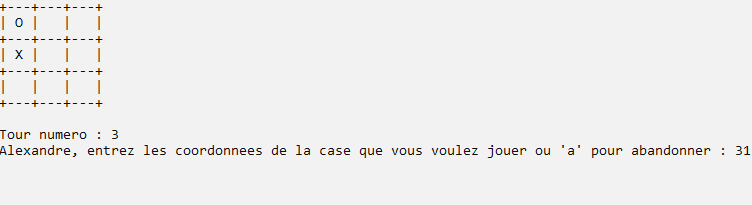 +---+---+---+
| O |   |   |
+---+---+---+
| X |   |   |
+---+---+---+
|   |   |   |
+---+---+---+
Tour numero : 3
Alexandre, entrez les coordonnees de la case que vous voulez jouer ou 'a' pour abandonner : 31